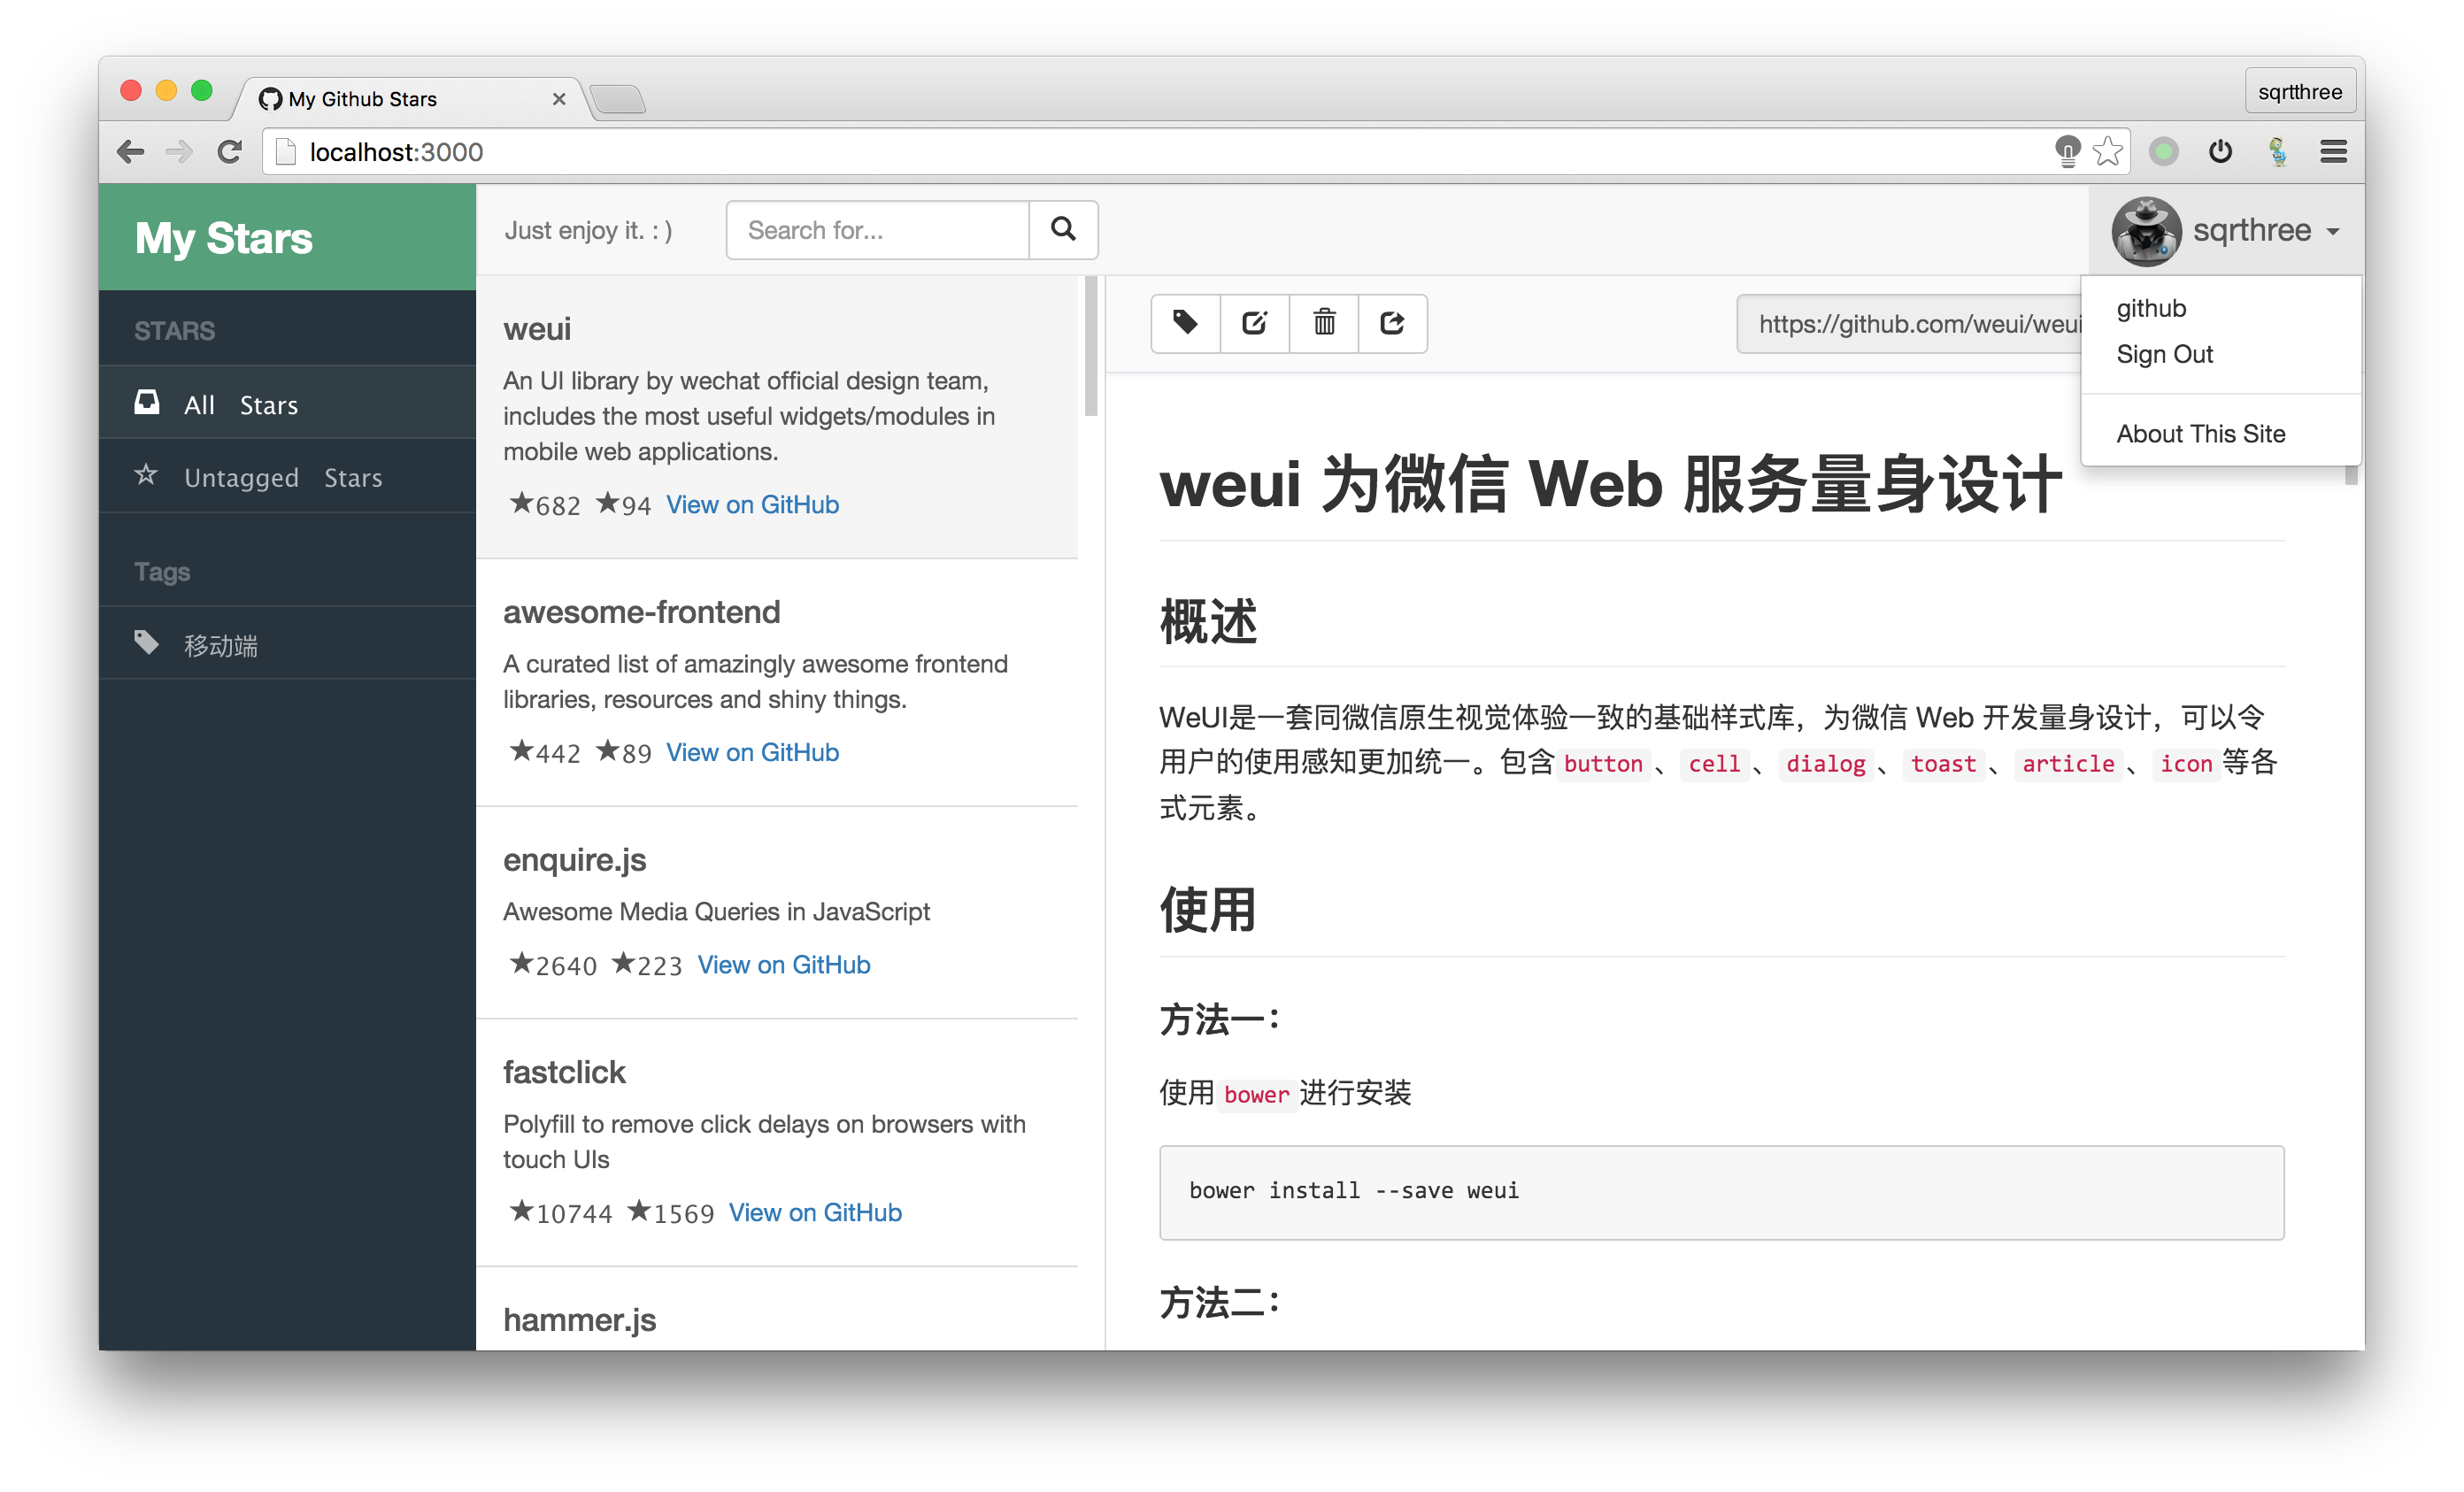 My Github Stars
sqrtthree
localhost:3000
My Stars
Just enjoy it. : )
Search for...
sqrthree
github
Sign Out
About This Site
STARS
All Stars
Untagged Stars
Tags
移动端
weui
An UI library by wechat official design team,
includes the most useful widgets/modules in
mobile web applications.
★682 ★94 View on GitHub
awesome-frontend
A curated list of amazingly awesome frontend
libraries, resources and shiny things.
★442 ★89 View on GitHub
enquire.js
Awesome Media Queries in JavaScript
★2640 ★223 View on GitHub
fastclick
Polyfill to remove click delays on browsers with
touch UIs
★10744 ★1569 View on GitHub
hammer.js
https://github.com/weui/weui
weui 为微信 Web 服务量身设计
概述
WeUI是一套同微信原生视觉体验一致的基础样式库，为微信 Web 开发量身设计，可以令
用户的使用感知更加统一。包含 button 、 cell 、 dialog 、 toast 、 article 、 icon 等各
式元素。
使用
方法一：
使用 bower 进行安装
bower install --save weui
方法二：